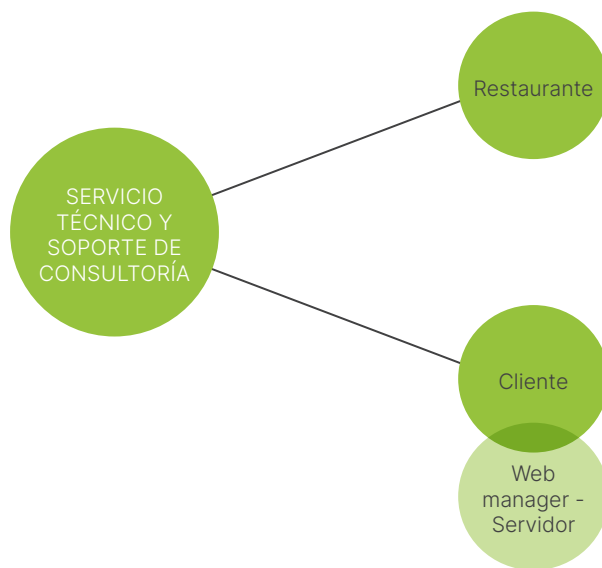 Restaurante
SERVICIO
TÉCNICO Y
SOPORTE DE
CONSULTORÍA
Cliente
Web
manager -
Servidor